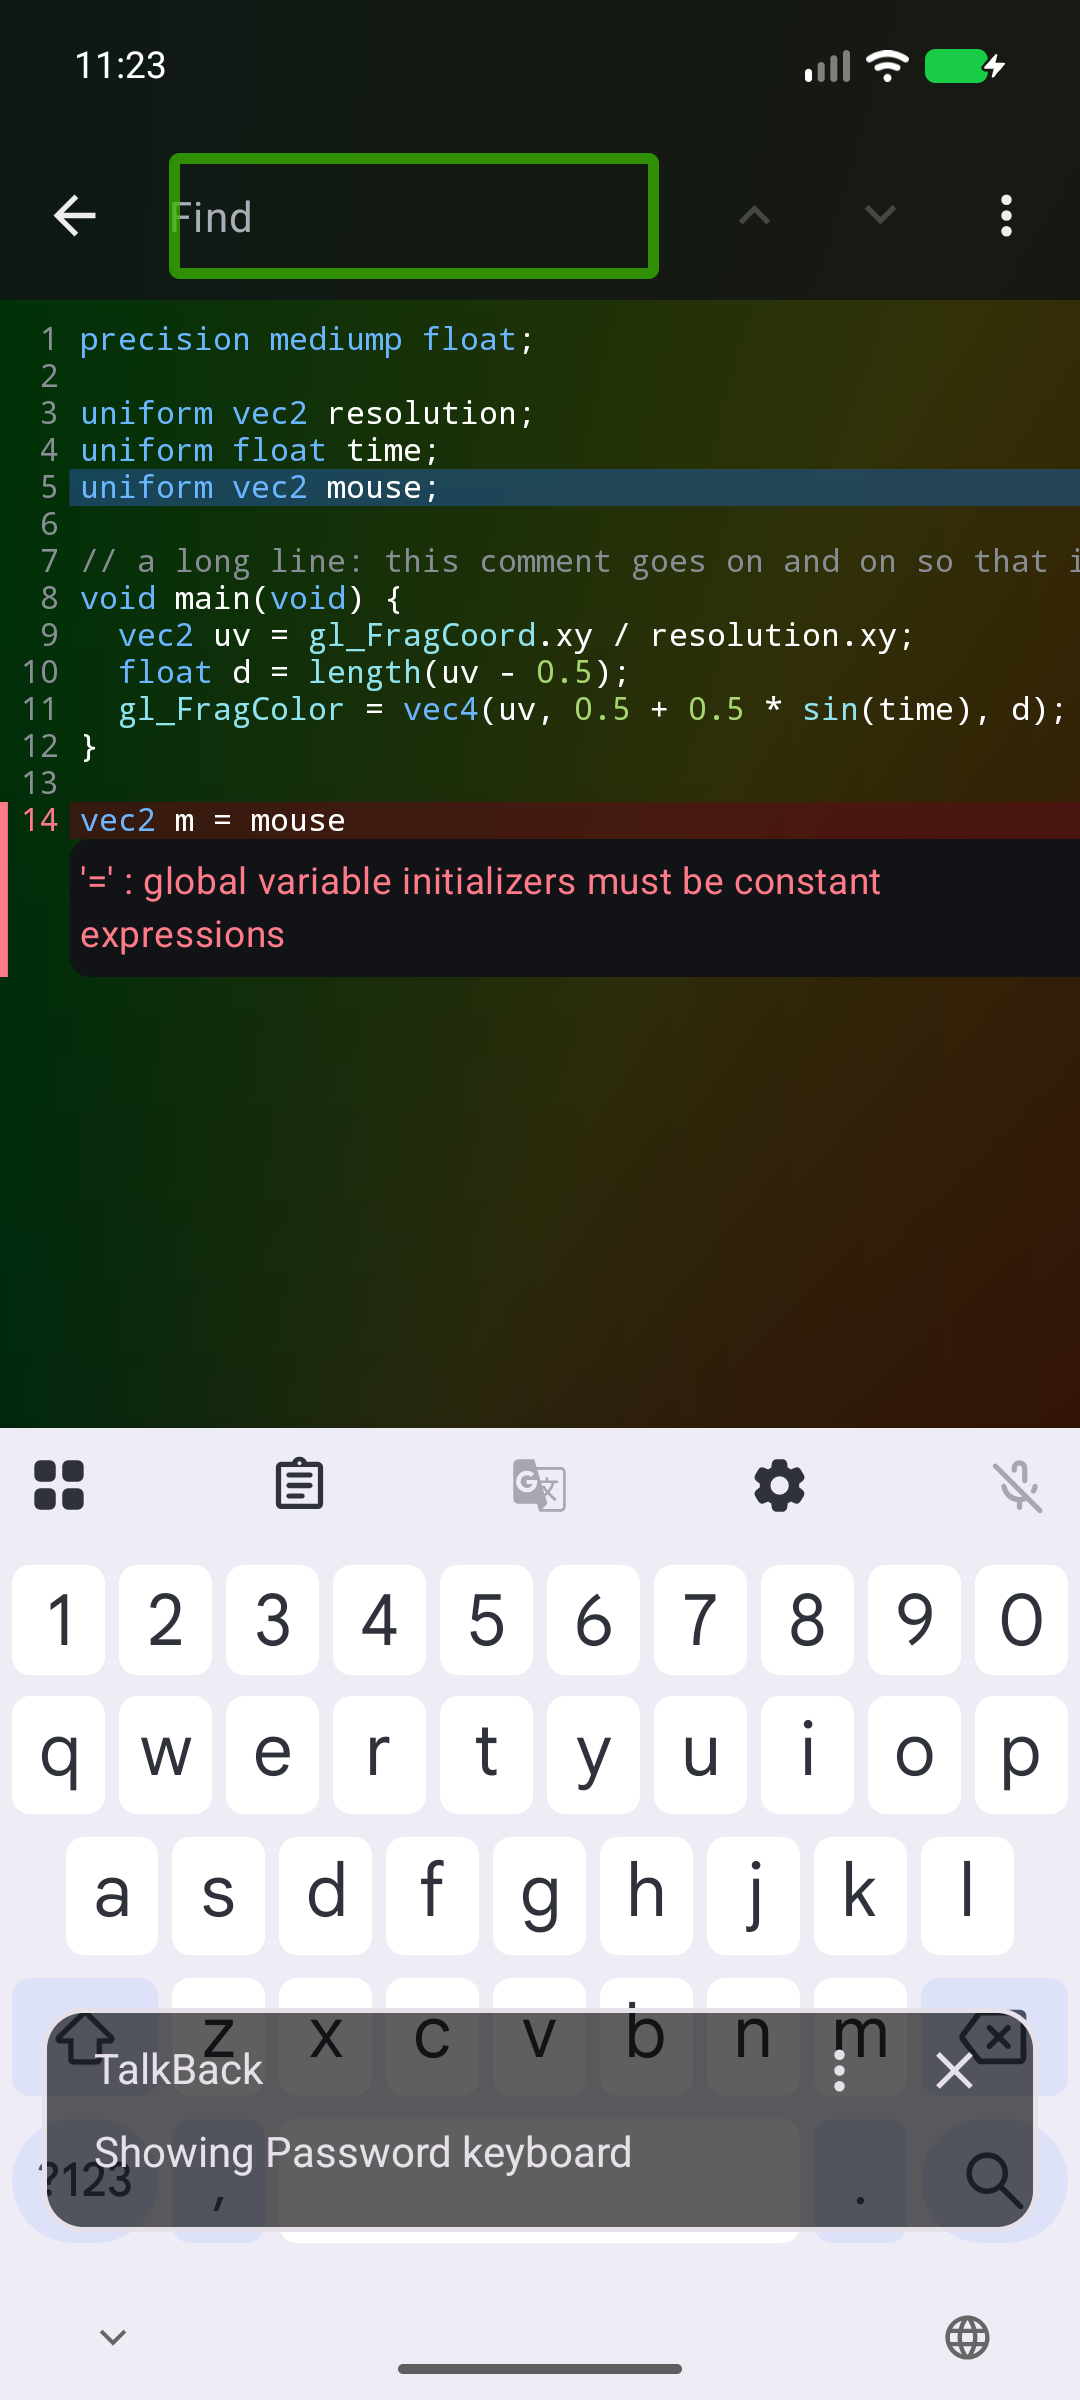 11:23
Find
1 precision mediump float;
2
3 uniform vec2 resolution;
4 uniform float time;
5 uniform vec2 mouse;
6
7 // a long line: this comment goes on and on so that i
8 void main(void) {
9   vec2 uv = gl_FragCoord.xy / resolution.xy;
10   float d = length(uv - 0.5);
11   gl_FragColor = vec4(uv, 0.5 + 0.5 * sin(time), d);
12 }
13
14 vec2 m = mouse
'=' : global variable initializers must be constant
expressions
1 2 3 4 5 6 7 8 9 0
q w e r t y u i o p
a s d f g h j k l
z x c v b n m
TalkBack
Showing Password keyboard
?123 , .